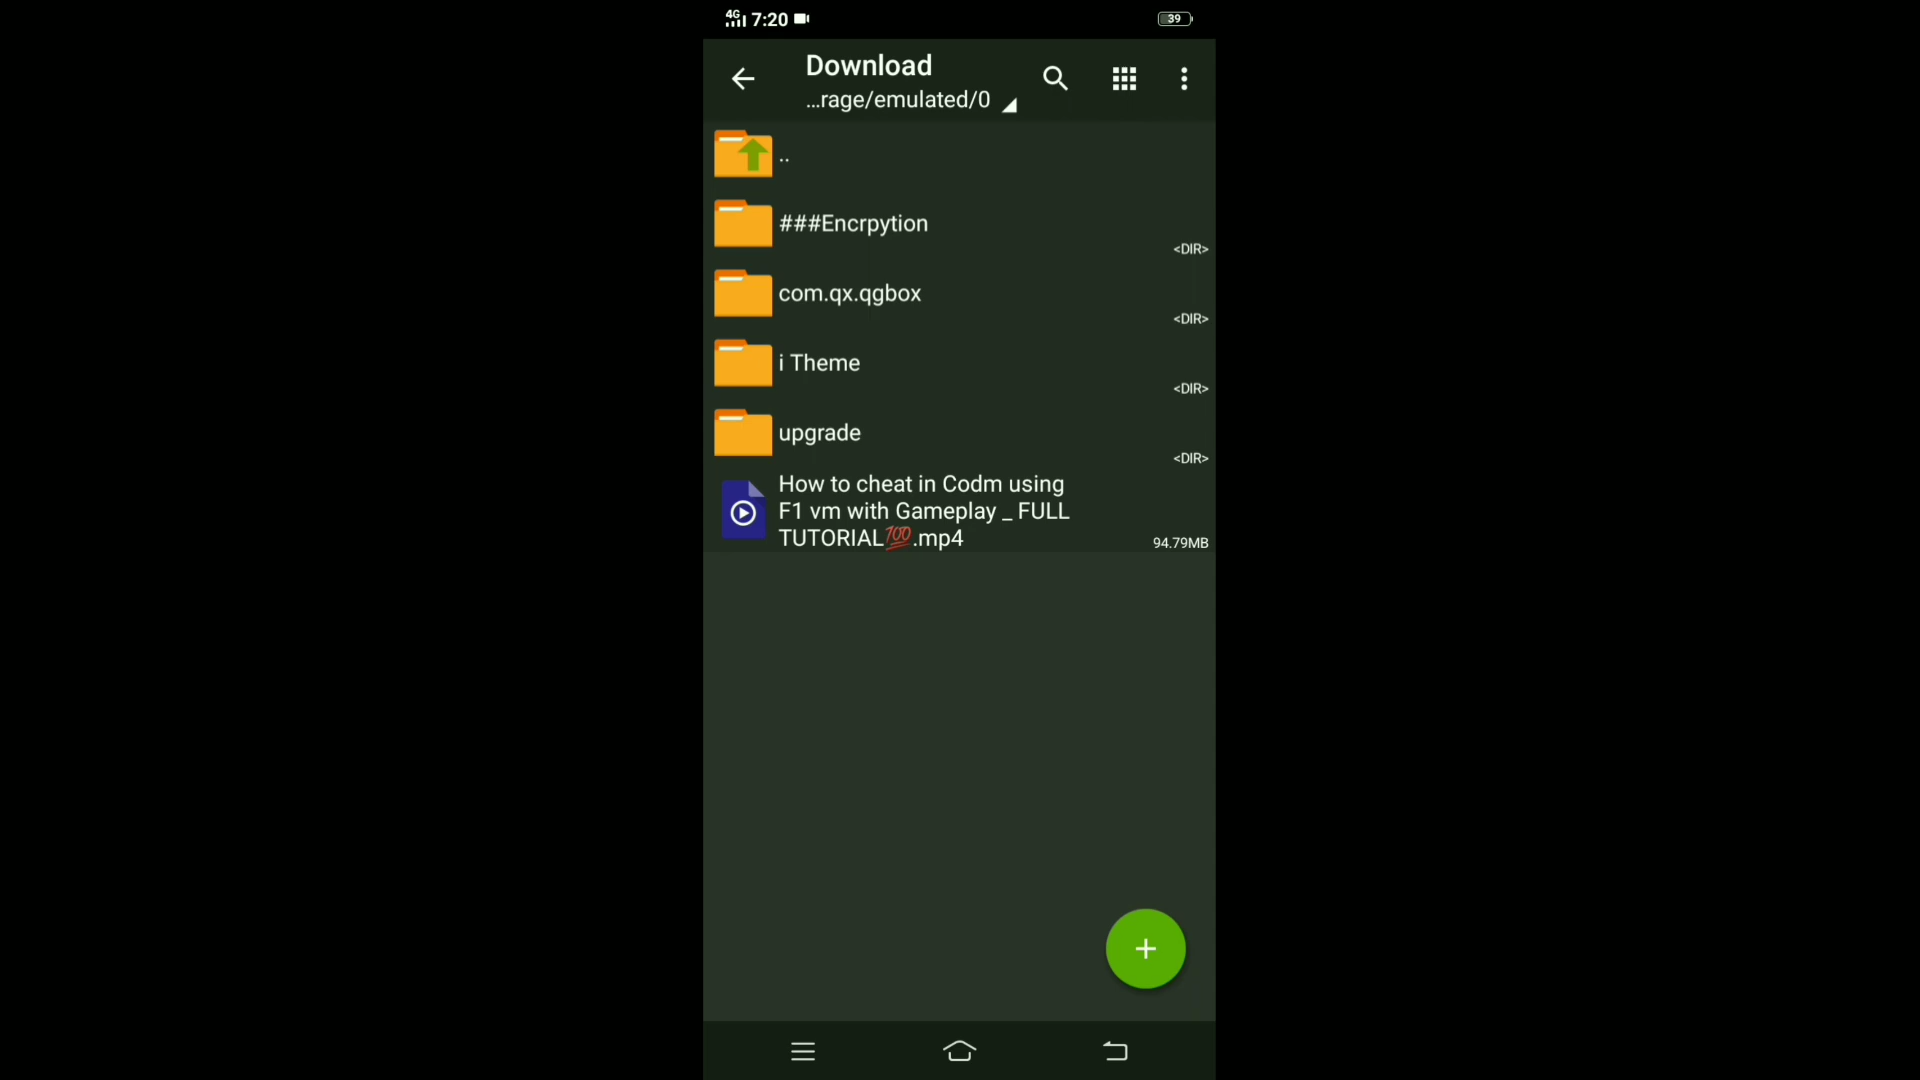 4G 7:20 39
Download
...rage/emulated/0
..
###Encrpytion
<DIR>
com.qx.qgbox
<DIR>
i Theme
<DIR>
upgrade
<DIR>
How to cheat in Codm using
F1 vm with Gameplay _ FULL
TUTORIAL💯.mp4
94.79MB